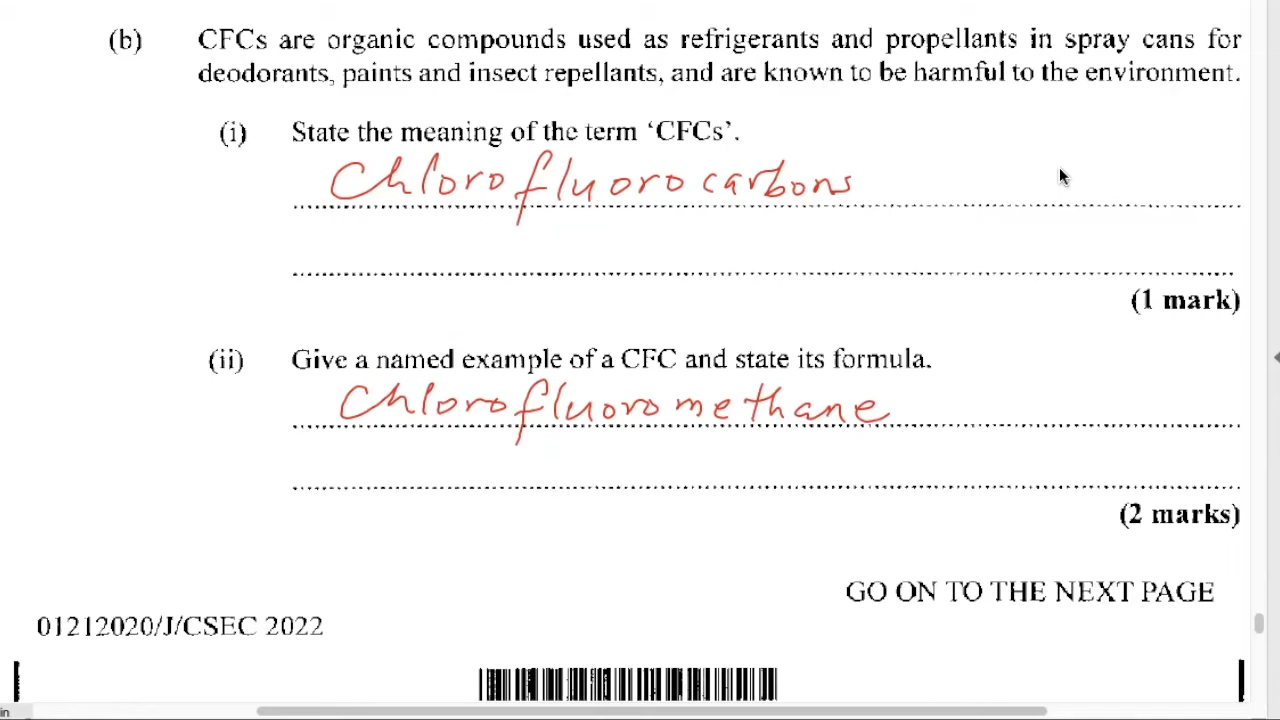 (b) CFCs are organic compounds used as refrigerants and propellants in spray cans for
deodorants, paints and insect repellants, and are known to be harmful to the environment.
(i) State the meaning of the term ‘CFCs’.
Chlorofluorocarbons
(1 mark)
(ii) Give a named example of a CFC and state its formula.
Chlorofluoromethane
(2 marks)
GO ON TO THE NEXT PAGE
01212020/J/CSEC 2022
in